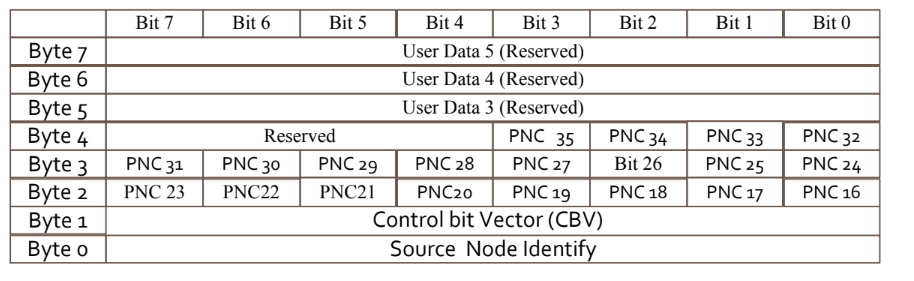 Bit 7 Bit 6 Bit 5 Bit 4 Bit 3 Bit 2 Bit 1 Bit 0
Byte 7 User Data 5 (Reserved)
Byte 6 User Data 4 (Reserved)
Byte 5 User Data 3 (Reserved)
Byte 4 Reserved PNC 35 PNC 34 PNC 33 PNC 32
Byte 3 PNC 31 PNC 30 PNC 29 PNC 28 PNC 27 Bit 26 PNC 25 PNC 24
Byte 2 PNC 23 PNC22 PNC21 PNC20 PNC 19 PNC 18 PNC 17 PNC 16
Byte 1 Control bit Vector (CBV)
Byte 0 Source Node Identify